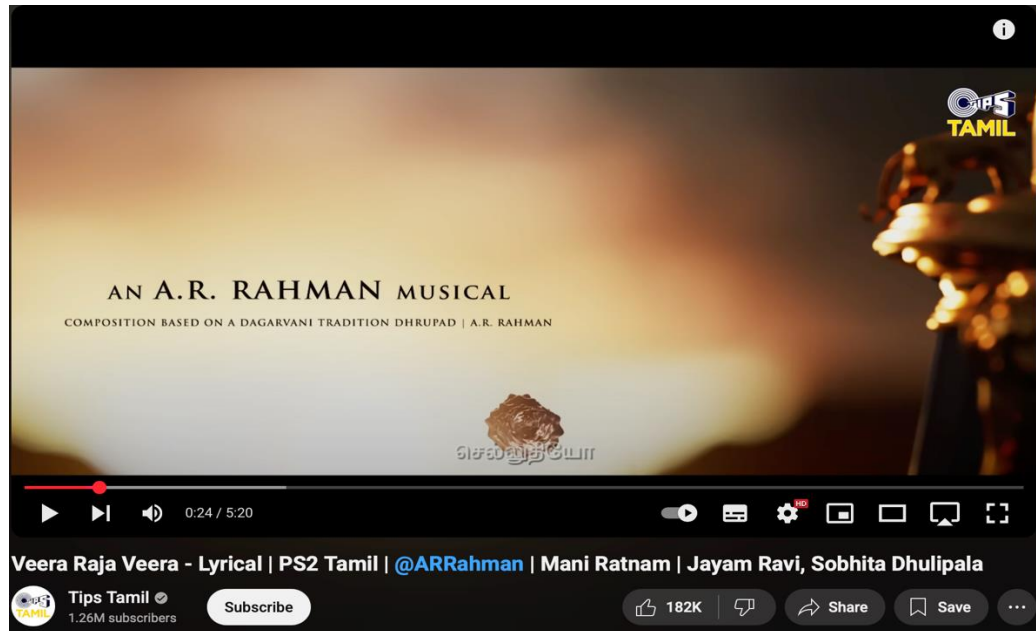 TIPS
TAMIL
AN A.R. RAHMAN MUSICAL
COMPOSITION BASED ON A DAGARVANI TRADITION DHRUPAD | A.R. RAHMAN
செல்லுதியோ
0:24 / 5:20
HD
Veera Raja Veera - Lyrical | PS2 Tamil | @ARRahman | Mani Ratnam | Jayam Ravi, Sobhita Dhulipala
TIPS
TAMIL
Tips Tamil
1.26M subscribers
Subscribe
182K
Share
Save